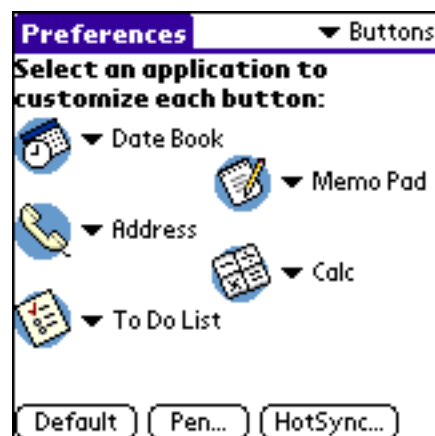 Preferences
Buttons
Select an application to
customize each button:
Date Book
Memo Pad
Address
Calc
To Do List
Default
Pen...
HotSync...